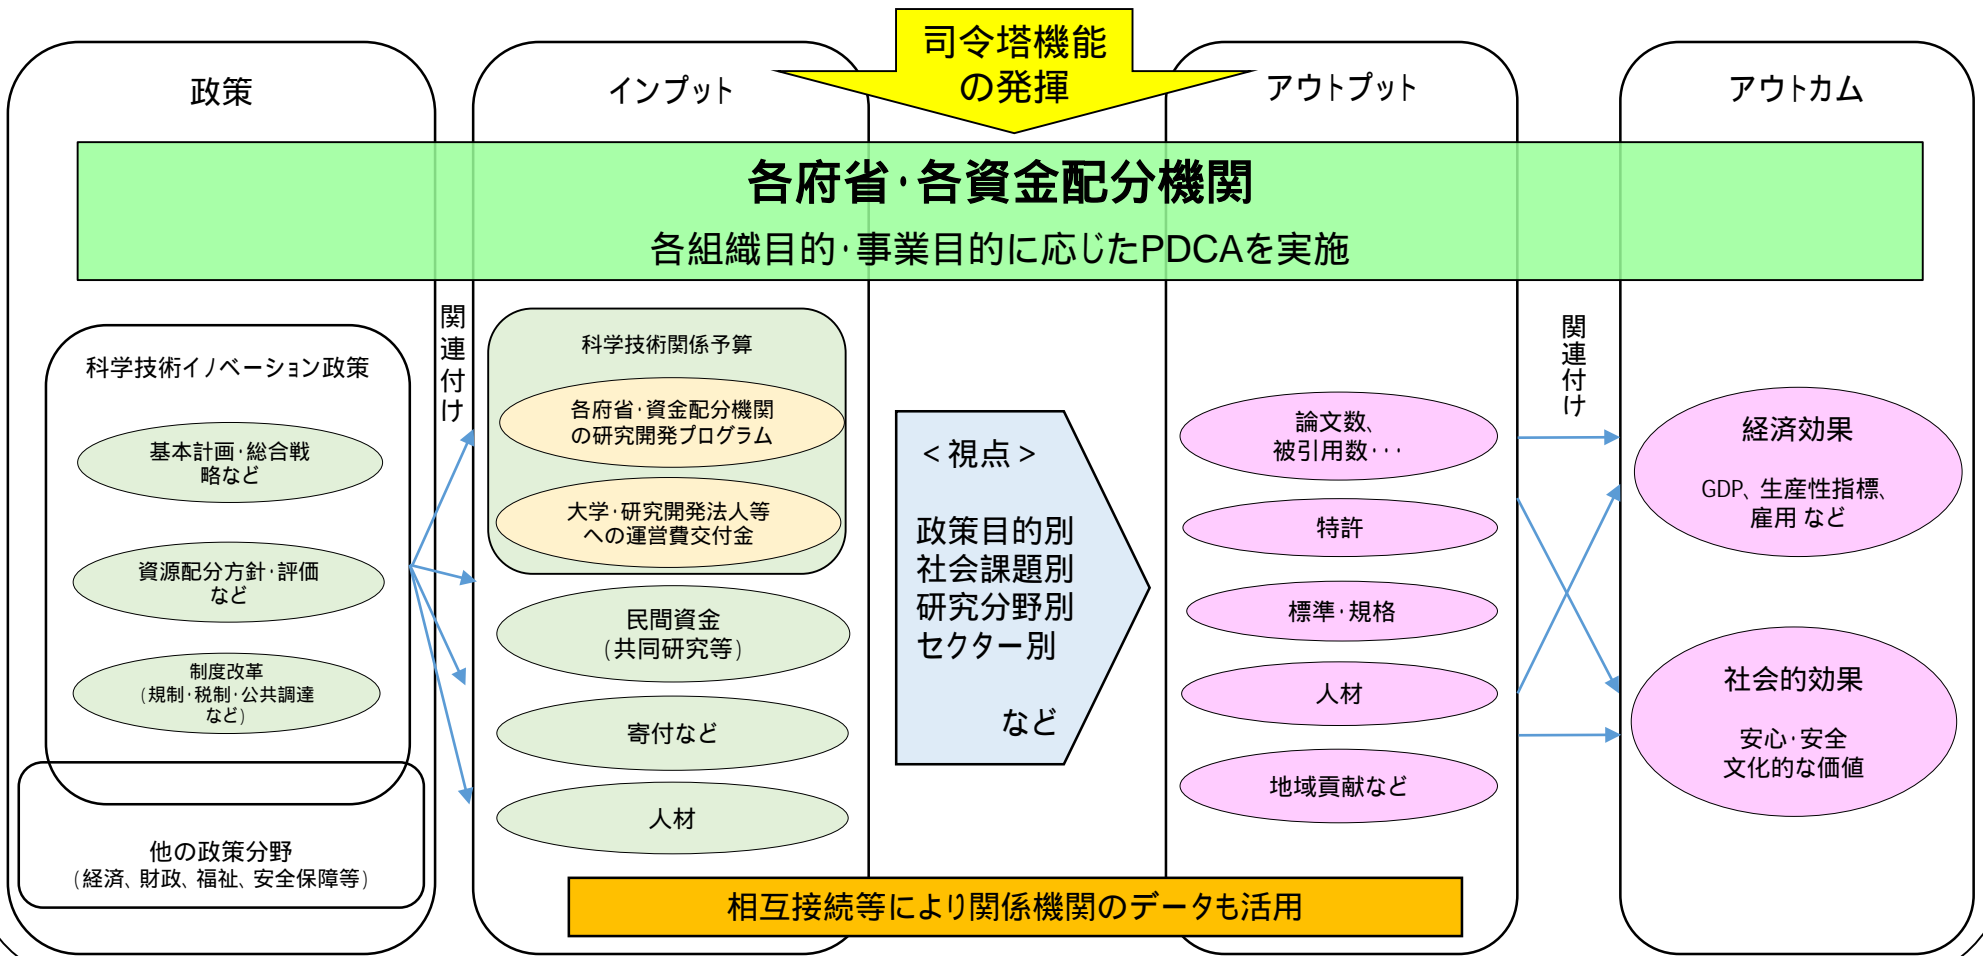 司令塔機能
の発揮
政策
インプット
アウトプット
アウトカム
各府省・各資金配分機関
各組織目的・事業目的に応じたPDCAを実施
科学技術イノベーション政策
基本計画・総合戦
略など
資源配分方針・評価
など
制度改革
(規制・税制・公共調達
など)
他の政策分野
(経済、財政、福祉、安全保障等)
関連付け
科学技術関係予算
各府省・資金配分機関
の研究開発プログラム
大学・研究開発法人等
への運営費交付金
民間資金
(共同研究等)
寄付など
人材
<視点>
政策目的別
社会課題別
研究分野別
セクター別
など
論文数、
被引用数・・・
特許
標準・規格
人材
地域貢献など
関連付け
経済効果
GDP、生産性指標、
雇用 など
社会的効果
安心・安全
文化的な価値
相互接続等により関係機関のデータも活用